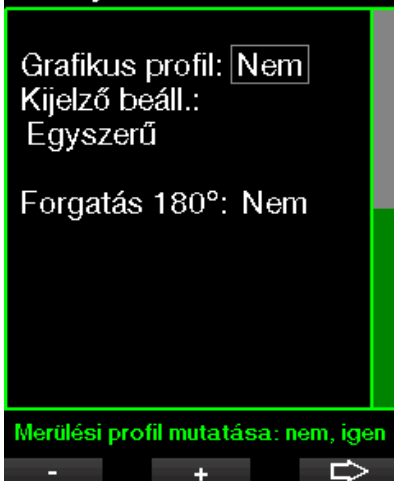 Grafikus profil: Nem
Kijelző beáll.:
Egyszerű
Forgatás 180°: Nem
Merülési profil mutatása: nem, igen
- +